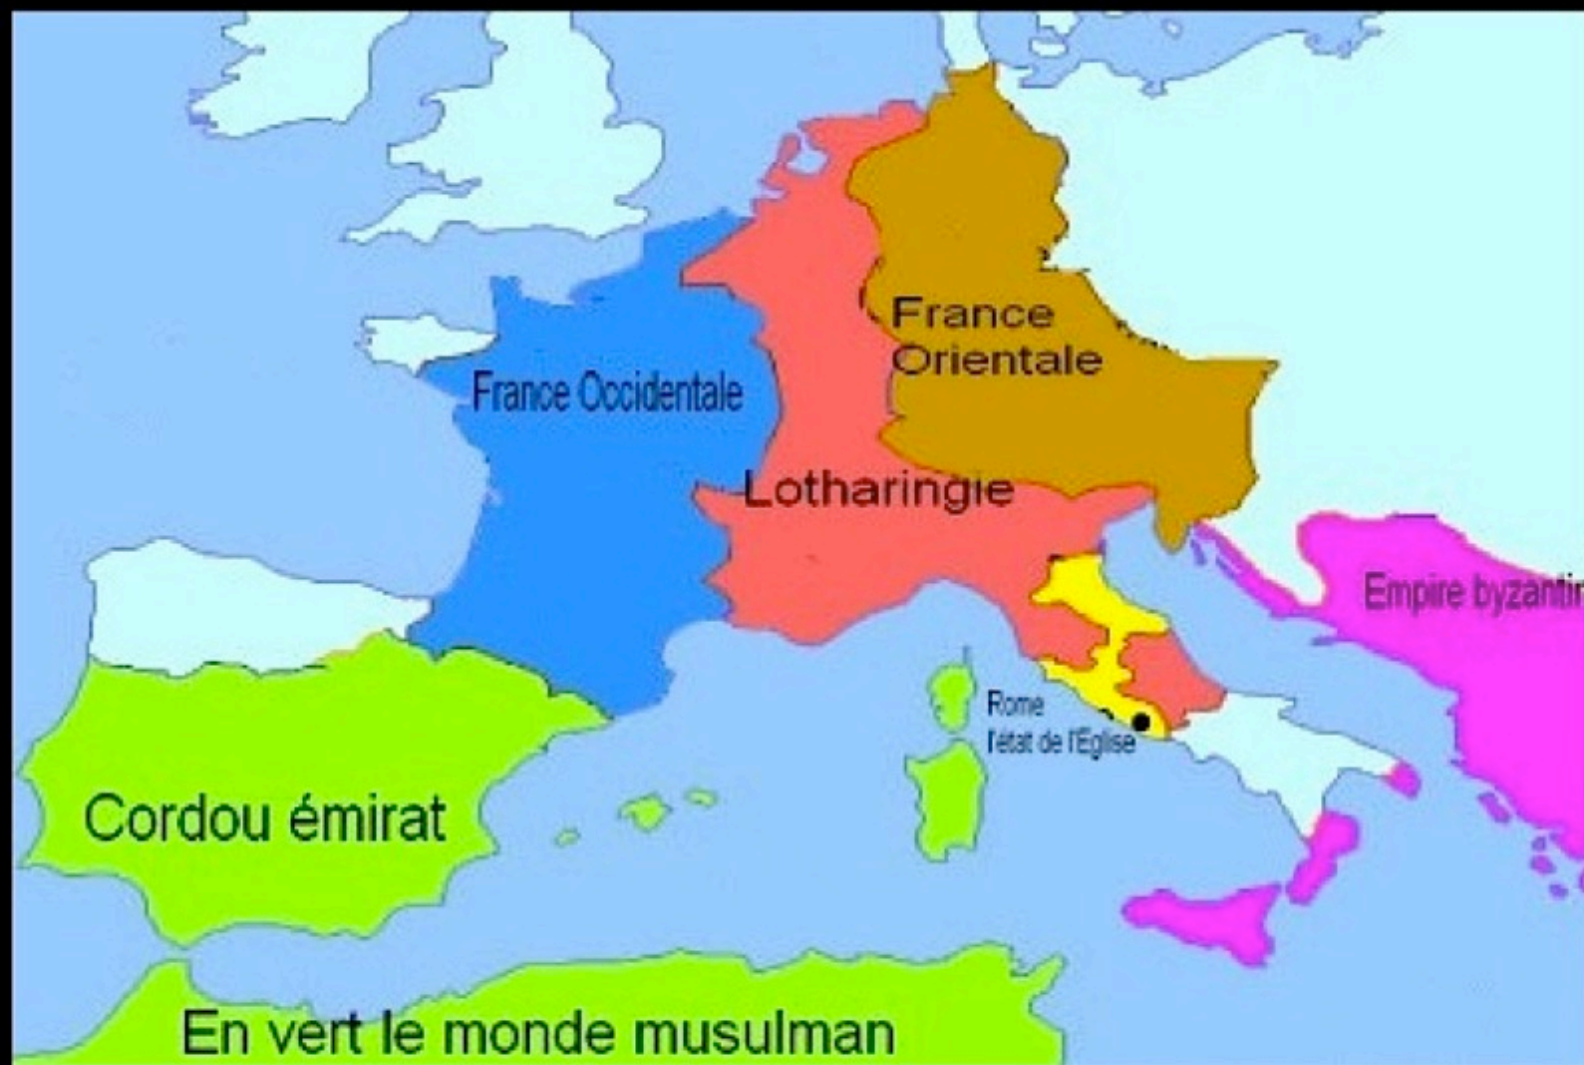 France
Orientale
France Occidentale
Lotharingie
Empire byzantin
Rome
l'état de l'Eglise
Cordou émirat
En vert le monde musulman